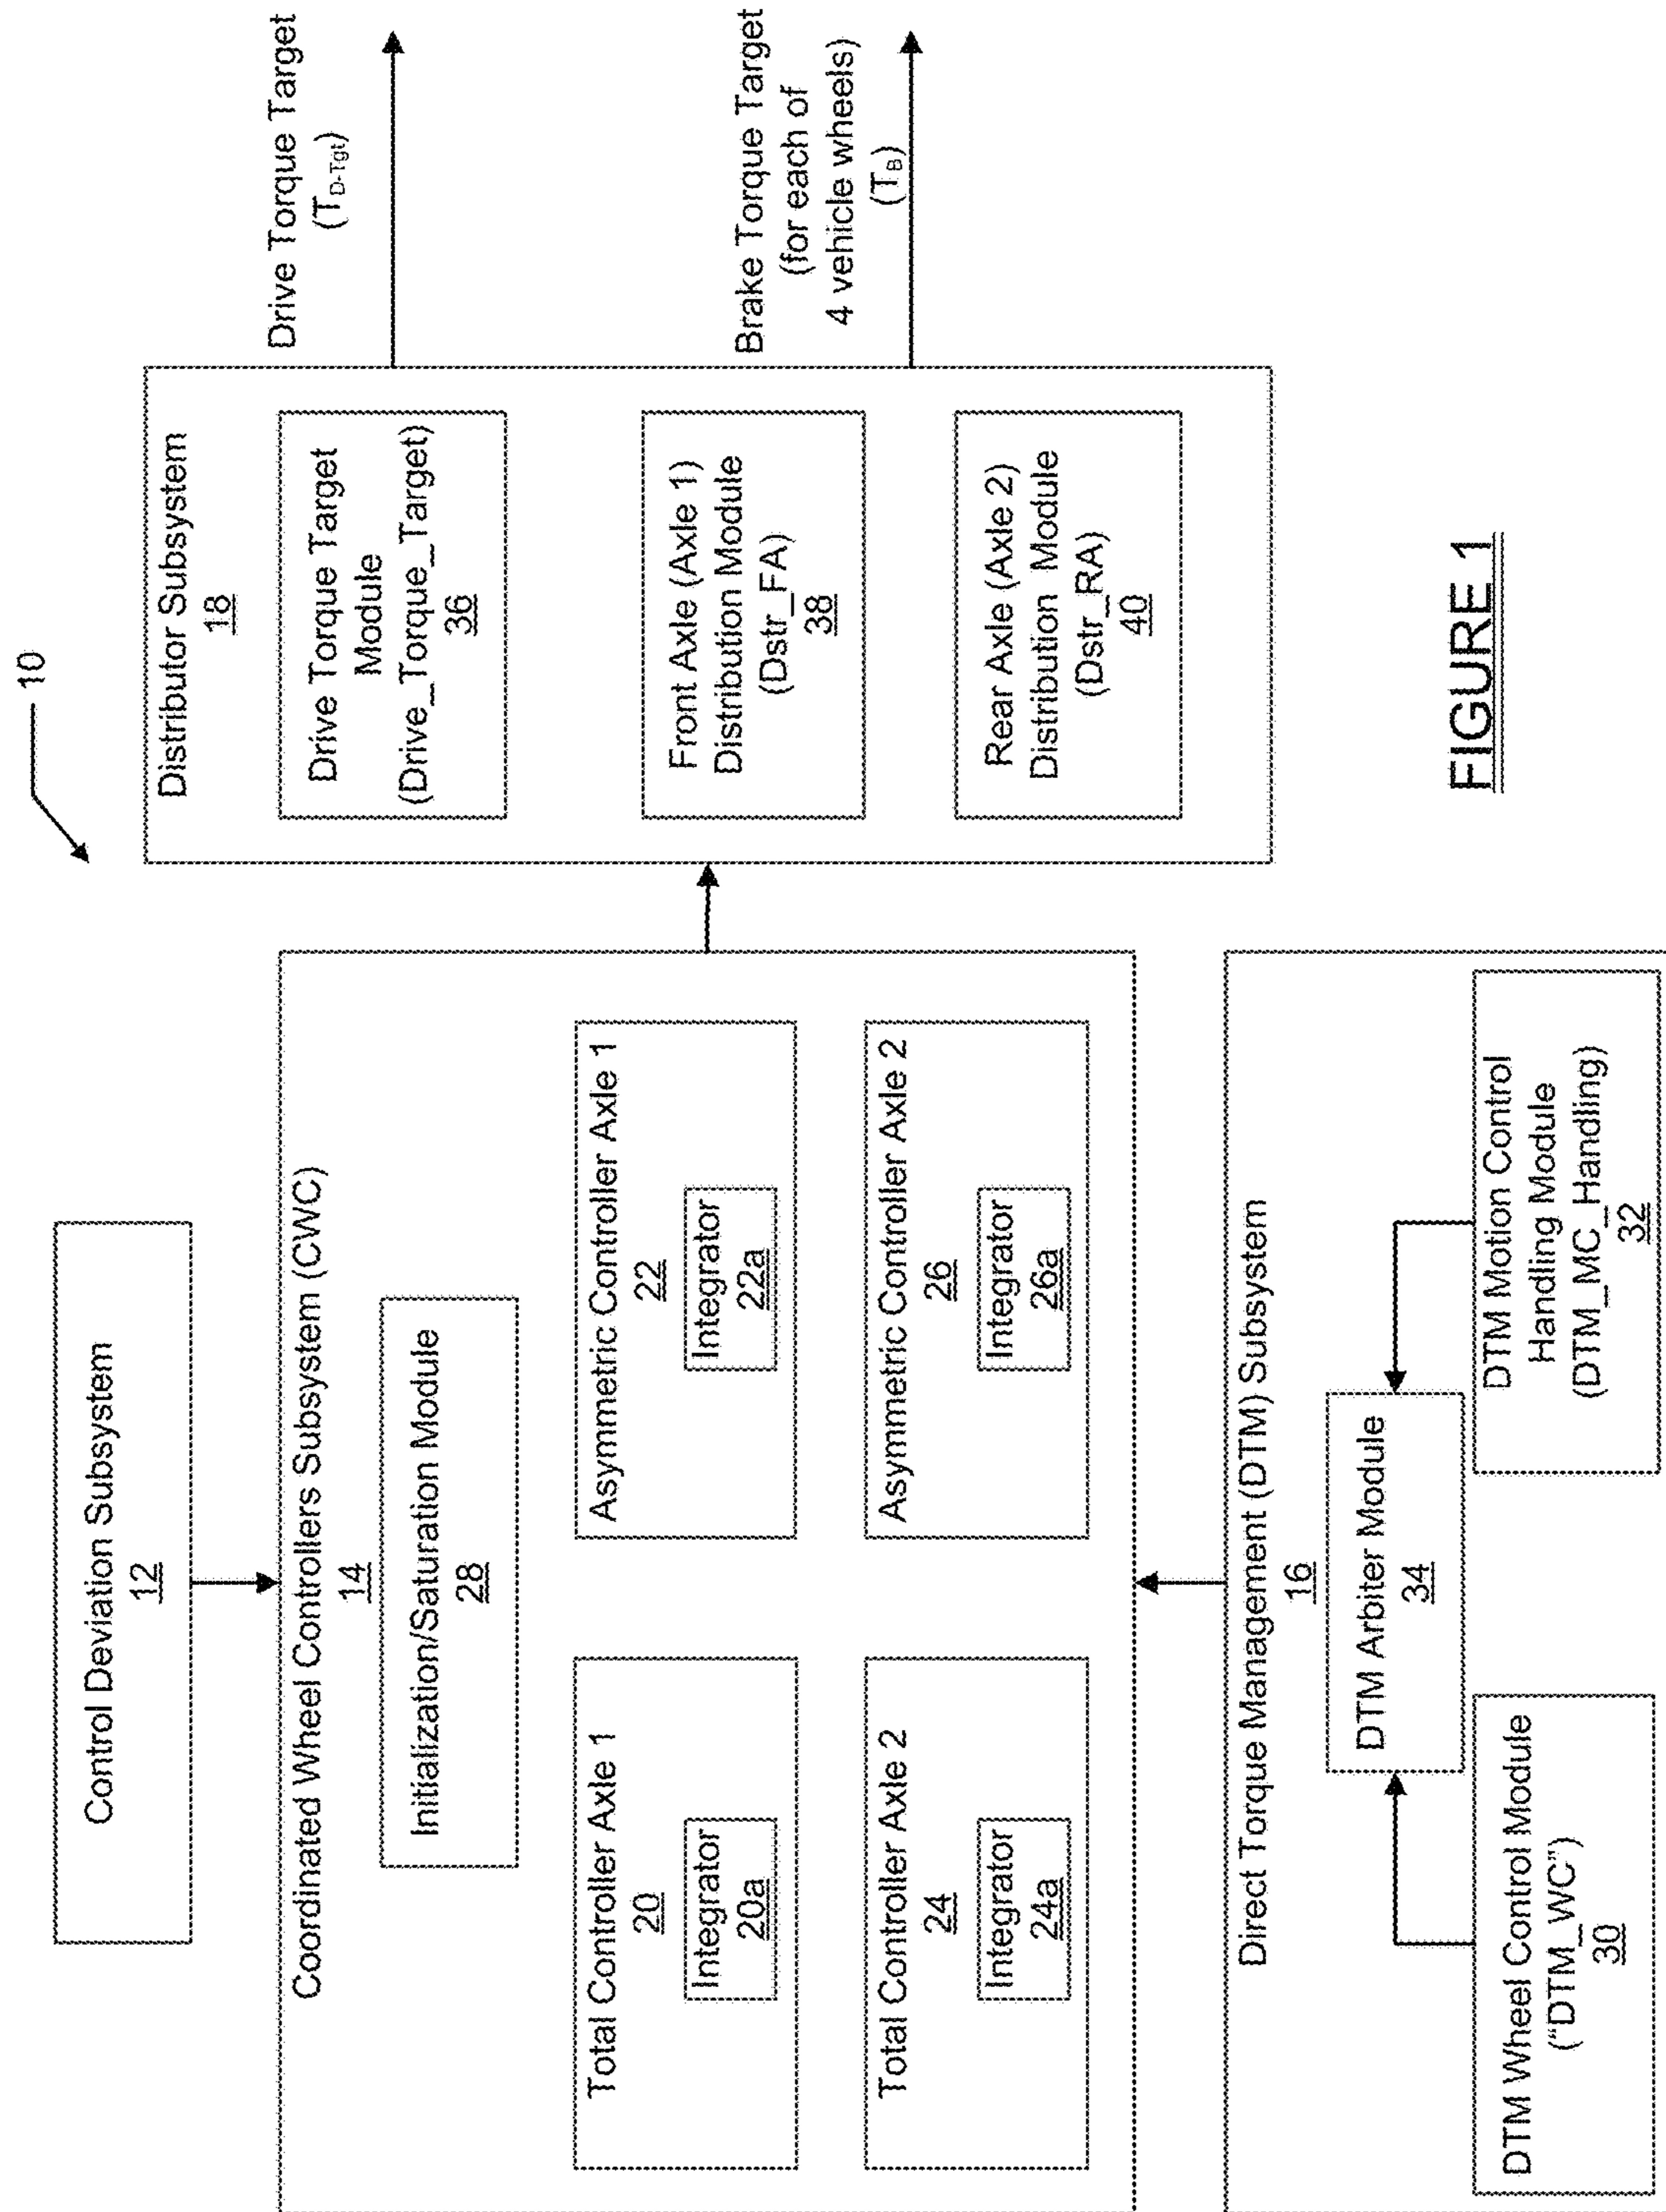 10
Control Deviation Subsystem
12
Coordinated Wheel Controllers Subsystem (CWC)
14
Initialization/Saturation Module
28
Total Controller Axle 1
20
Integrator
20a
Asymmetric Controller Axle 1
22
Integrator
22a
Total Controller Axle 2
24
Integrator
24a
Asymmetric Controller Axle 2
26
Integrator
26a
Direct Torque Management (DTM) Subsystem
16
DTM Arbiter Module
34
DTM Wheel Control Module
("DTM_WC")
30
DTM Motion Control
Handling Module
(DTM_MC_Handling)
32
Distributor Subsystem
18
Drive Torque Target
Module
(Drive_Torque_Target)
36
Front Axle (Axle 1)
Distribution Module
(Dstr_FA)
38
Rear Axle (Axle 2)
Distribution Module
(Dstr_RA)
40
Drive Torque Target
(TD-Tgt)
Brake Torque Target
(for each of
4 vehicle wheels)
(TB)
FIGURE 1